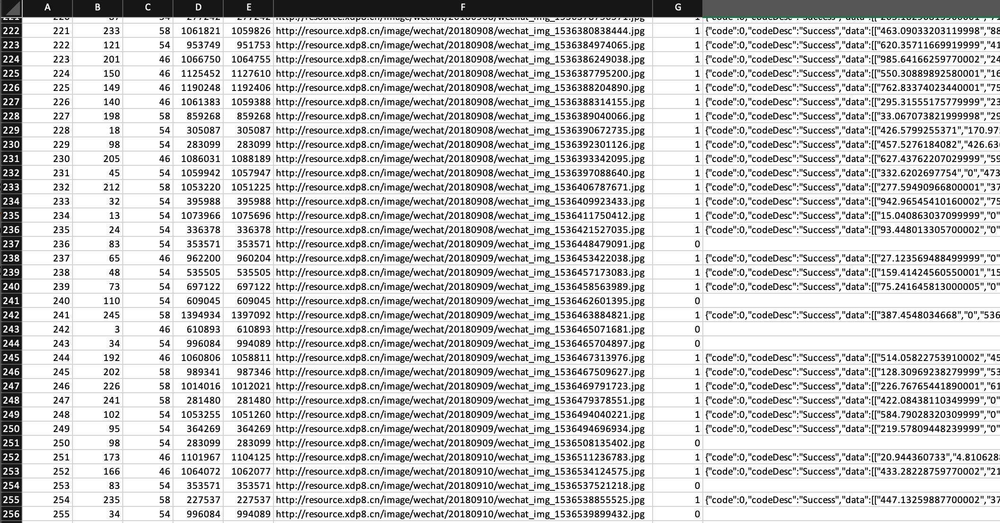 A B C D E F G
222 221 233 58 1061821 1059826 http://resource.xdp8.cn/image/wechat/20180908/wechat_img_1536380838444.jpg 1 {"code":0,"codeDesc":"Success","data":[["463.09033203119998","88
223 222 121 54 953749 951753 http://resource.xdp8.cn/image/wechat/20180908/wechat_img_1536384974065.jpg 1 {"code":0,"codeDesc":"Success","data":[["620.35711669919999","41
224 223 201 46 1066750 1064755 http://resource.xdp8.cn/image/wechat/20180908/wechat_img_1536386249038.jpg 1 {"code":0,"codeDesc":"Success","data":[["985.64166259770002","24
225 224 150 46 1125452 1127610 http://resource.xdp8.cn/image/wechat/20180908/wechat_img_1536387795200.jpg 1 {"code":0,"codeDesc":"Success","data":[["550.30889892580001","16
226 225 149 46 1190248 1192406 http://resource.xdp8.cn/image/wechat/20180908/wechat_img_1536388204890.jpg 1 {"code":0,"codeDesc":"Success","data":[["762.83374023440001","75
227 226 140 46 1061383 1059388 http://resource.xdp8.cn/image/wechat/20180908/wechat_img_1536388314155.jpg 1 {"code":0,"codeDesc":"Success","data":[["295.31555175779999","23
228 227 198 58 859268 859268 http://resource.xdp8.cn/image/wechat/20180908/wechat_img_1536389040066.jpg 1 {"code":0,"codeDesc":"Success","data":[["33.067073821999998","29
229 228 18 54 305087 305087 http://resource.xdp8.cn/image/wechat/20180908/wechat_img_1536390672735.jpg 1 {"code":0,"codeDesc":"Success","data":[["426.5799255371","170.975
230 229 98 54 283099 283099 http://resource.xdp8.cn/image/wechat/20180908/wechat_img_1536392301126.jpg 1 {"code":0,"codeDesc":"Success","data":[["457.5276184082","426.636
231 230 205 46 1086031 1088189 http://resource.xdp8.cn/image/wechat/20180908/wechat_img_1536393342095.jpg 1 {"code":0,"codeDesc":"Success","data":[["627.43762207029999","59
232 231 45 54 1059942 1057947 http://resource.xdp8.cn/image/wechat/20180908/wechat_img_1536397088640.jpg 1 {"code":0,"codeDesc":"Success","data":[["332.6202697754","0","473
233 232 212 58 1053220 1051225 http://resource.xdp8.cn/image/wechat/20180908/wechat_img_1536406787671.jpg 1 {"code":0,"codeDesc":"Success","data":[["277.59490966800001","37
234 233 32 54 395988 395988 http://resource.xdp8.cn/image/wechat/20180908/wechat_img_1536409923433.jpg 1 {"code":0,"codeDesc":"Success","data":[["942.96545410160002","75
235 234 13 54 1073966 1075696 http://resource.xdp8.cn/image/wechat/20180908/wechat_img_1536411750412.jpg 1 {"code":0,"codeDesc":"Success","data":[["15.040863037099999","0"
236 235 24 54 336378 336378 http://resource.xdp8.cn/image/wechat/20180908/wechat_img_1536421527035.jpg 1 {"code":0,"codeDesc":"Success","data":[["93.448013305700002","0"
237 236 83 54 353571 353571 http://resource.xdp8.cn/image/wechat/20180909/wechat_img_1536448479091.jpg 0
238 237 65 46 962200 960204 http://resource.xdp8.cn/image/wechat/20180909/wechat_img_1536453422038.jpg 1 {"code":0,"codeDesc":"Success","data":[["27.123569488499999","0"
239 238 48 54 535505 535505 http://resource.xdp8.cn/image/wechat/20180909/wechat_img_1536457173083.jpg 1 {"code":0,"codeDesc":"Success","data":[["159.41424560550001","15
240 239 73 54 697122 697122 http://resource.xdp8.cn/image/wechat/20180909/wechat_img_1536458563989.jpg 1 {"code":0,"codeDesc":"Success","data":[["75.241645813000005","0"
241 240 110 54 609045 609045 http://resource.xdp8.cn/image/wechat/20180909/wechat_img_1536462601395.jpg 0
242 241 245 58 1394934 1397092 http://resource.xdp8.cn/image/wechat/20180909/wechat_img_1536463884821.jpg 1 {"code":0,"codeDesc":"Success","data":[["387.4548034668","0","536
243 242 3 46 610893 610893 http://resource.xdp8.cn/image/wechat/20180909/wechat_img_1536465071681.jpg 0
244 243 34 54 996084 994089 http://resource.xdp8.cn/image/wechat/20180909/wechat_img_1536465704897.jpg 0
245 244 192 46 1060806 1058811 http://resource.xdp8.cn/image/wechat/20180909/wechat_img_1536467313976.jpg 1 {"code":0,"codeDesc":"Success","data":[["514.05822753910002","45
246 245 202 58 989341 987346 http://resource.xdp8.cn/image/wechat/20180909/wechat_img_1536467509627.jpg 1 {"code":0,"codeDesc":"Success","data":[["128.30969238279999","53
247 246 226 58 1014016 1012021 http://resource.xdp8.cn/image/wechat/20180909/wechat_img_1536469791723.jpg 1 {"code":0,"codeDesc":"Success","data":[["226.76765441890001","61
248 247 241 58 281480 281480 http://resource.xdp8.cn/image/wechat/20180909/wechat_img_1536479378551.jpg 1 {"code":0,"codeDesc":"Success","data":[["422.08438110349999","0"
249 248 102 54 1053255 1051260 http://resource.xdp8.cn/image/wechat/20180909/wechat_img_1536494040221.jpg 1 {"code":0,"codeDesc":"Success","data":[["584.79028320309999","0"
250 249 95 54 364269 364269 http://resource.xdp8.cn/image/wechat/20180909/wechat_img_1536494696934.jpg 1 {"code":0,"codeDesc":"Success","data":[["219.57809448239999","0"
251 250 98 54 283099 283099 http://resource.xdp8.cn/image/wechat/20180909/wechat_img_1536508135402.jpg 0
252 251 173 46 1101967 1104125 http://resource.xdp8.cn/image/wechat/20180910/wechat_img_1536511236783.jpg 1 {"code":0,"codeDesc":"Success","data":[["20.944360733","4.8106288
253 252 166 46 1064072 1062077 http://resource.xdp8.cn/image/wechat/20180910/wechat_img_1536534124575.jpg 1 {"code":0,"codeDesc":"Success","data":[["433.28228759770002","21
254 253 83 54 353571 353571 http://resource.xdp8.cn/image/wechat/20180910/wechat_img_1536537521218.jpg 0
255 254 235 58 227537 227537 http://resource.xdp8.cn/image/wechat/20180910/wechat_img_1536538855525.jpg 1 {"code":0,"codeDesc":"Success","data":[["447.13259887700002","37
256 255 34 54 996084 994089 http://resource.xdp8.cn/image/wechat/20180910/wechat_img_1536539899432.jpg 0